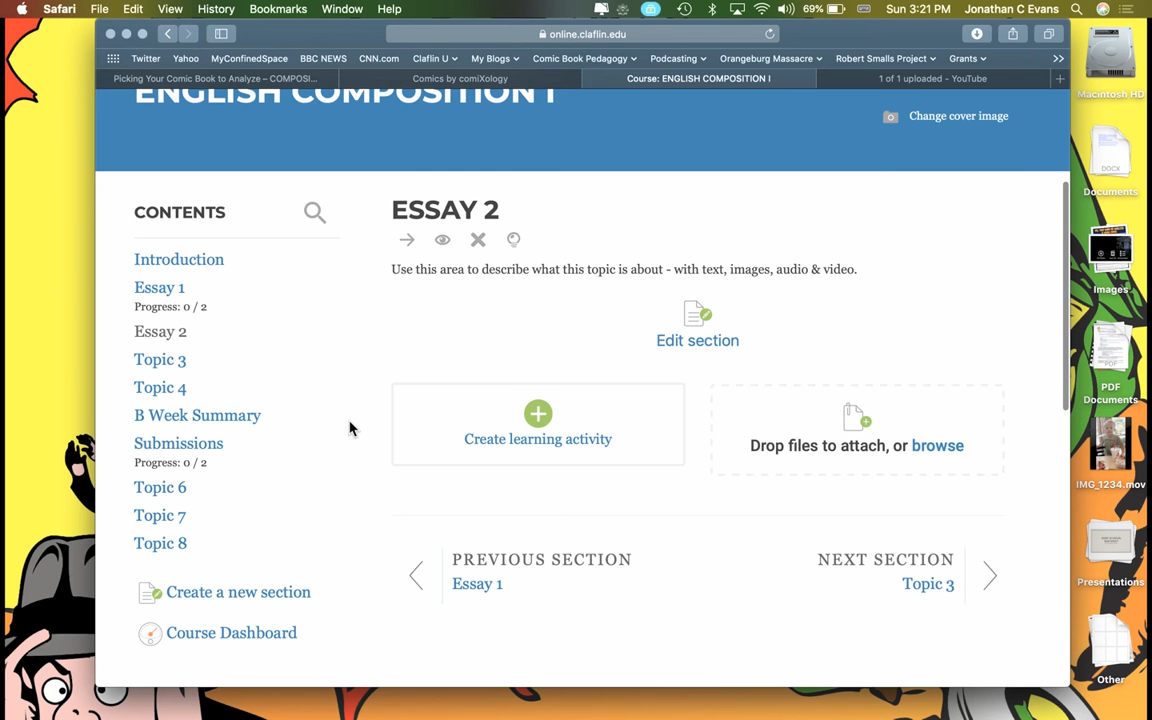 Safari File Edit View History Bookmarks Window Help 69% Sun 3:21 PM Jonathan C Evans
online.claflin.edu
Twitter Yahoo MyConfinedSpace BBC NEWS CNN.com Claflin U My Blogs Comic Book Pedagogy Podcasting Orangeburg Massacre Robert Smalls Project Grants
Picking Your Comic Book to Analyze – COMPOSI... Comics by comiXology Course: ENGLISH COMPOSITION I 1 of 1 uploaded - YouTube
Macintosh HD
ENGLISH COMPOSITION I
Change cover image
DOCX
Documents
CONTENTS
ESSAY 2
Introduction
Use this area to describe what this topic is about - with text, images, audio & video.
Images
Essay 1
Progress: 0 / 2
Essay 2
Edit section
Topic 3
PDF
PDF
Documents
Topic 4
B Week Summary
Create learning activity
Drop files to attach, or browse
Submissions
Progress: 0 / 2
IMG_1234.mov
Topic 6
Topic 7
Topic 8
PREVIOUS SECTION
Essay 1
NEXT SECTION
Topic 3
Presentations
Create a new section
Course Dashboard
Other